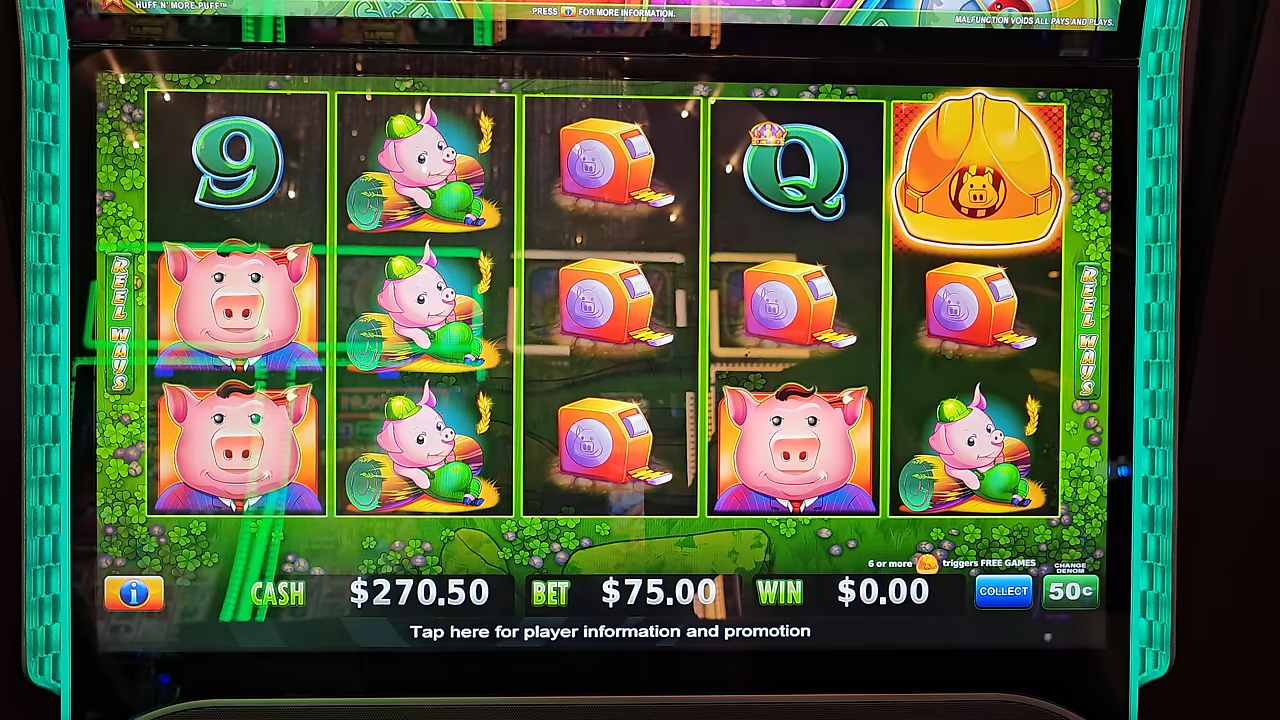 HUFF N' MORE PUFF™
PRESS i FOR MORE INFORMATION.
MALFUNCTION VOIDS ALL PAYS AND PLAYS.
9
Q
REEL WAYS
REEL WAYS
6 or more triggers FREE GAMES
CHANGE DENOM
i
CASH $270.50 BET $75.00 WIN $0.00
COLLECT
50¢
Tap here for player information and promotion